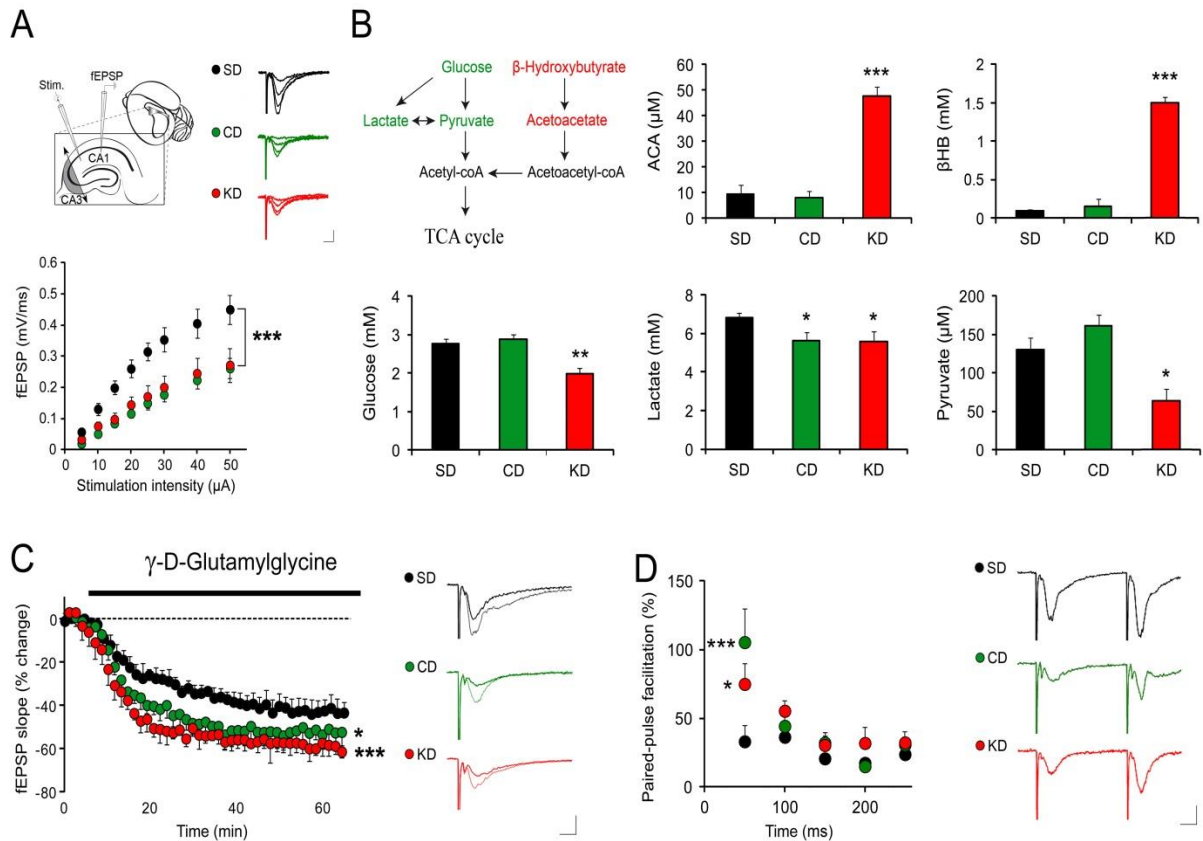 A
Stim.
fEPSP
CA1
CA3
SD
CD
KD
fEPSP (mV/ms)
0.6
0.5
0.4
0.3
0.2
0.1
0
***
0 10 20 30 40 50
Stimulation intensity (µA)
B
Glucose β-Hydroxybutyrate
Lactate Pyruvate Acetoacetate
Acetyl-coA Acetoacetyl-coA
TCA cycle
ACA (µM)
60
50
40
30
20
10
0
***
SD CD KD
βHB (mM)
2
1
0
***
SD CD KD
Glucose (mM)
4
3
2
1
0
**
SD CD KD
Lactate (mM)
8
6
4
2
0
* *
SD CD KD
Pyruvate (µM)
200
150
100
50
0
*
SD CD KD
C
γ-D-Glutamylglycine
fEPSP slope (% change)
0
-20
-40
-60
-80
*
***
0 20 40 60
Time (min)
SD
CD
KD
D
Paired-pulse facilitation (%)
150
100
50
0
***
*
0 100 200
Time (ms)
SD
CD
KD